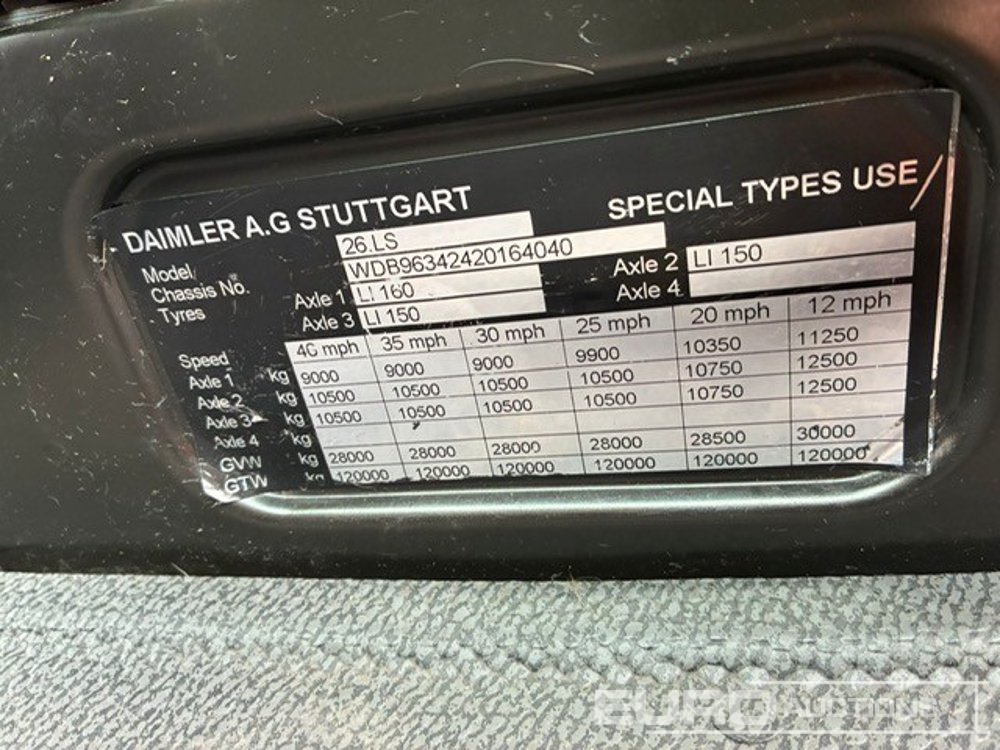 DAIMLER A.G STUTTGART SPECIAL TYPES USE
Model 26.LS
Chassis No. WDB96342420164040
Tyres Axle 1 LI 160 Axle 2 LI 150
Axle 3 LI 150 Axle 4
Speed 40 mph 35 mph 30 mph 25 mph 20 mph 12 mph
Axle 1 kg 9000 9000 9000 9900 10350 11250
Axle 2 kg 10500 10500 10500 10500 10750 12500
Axle 3 kg 10500 10500 10500 10500 10750 12500
Axle 4 kg
GVW kg 28000 28000 28000 28000 28500 30000
GTW kg 120000 120000 120000 120000 120000 120000
EURO AUCTIONS